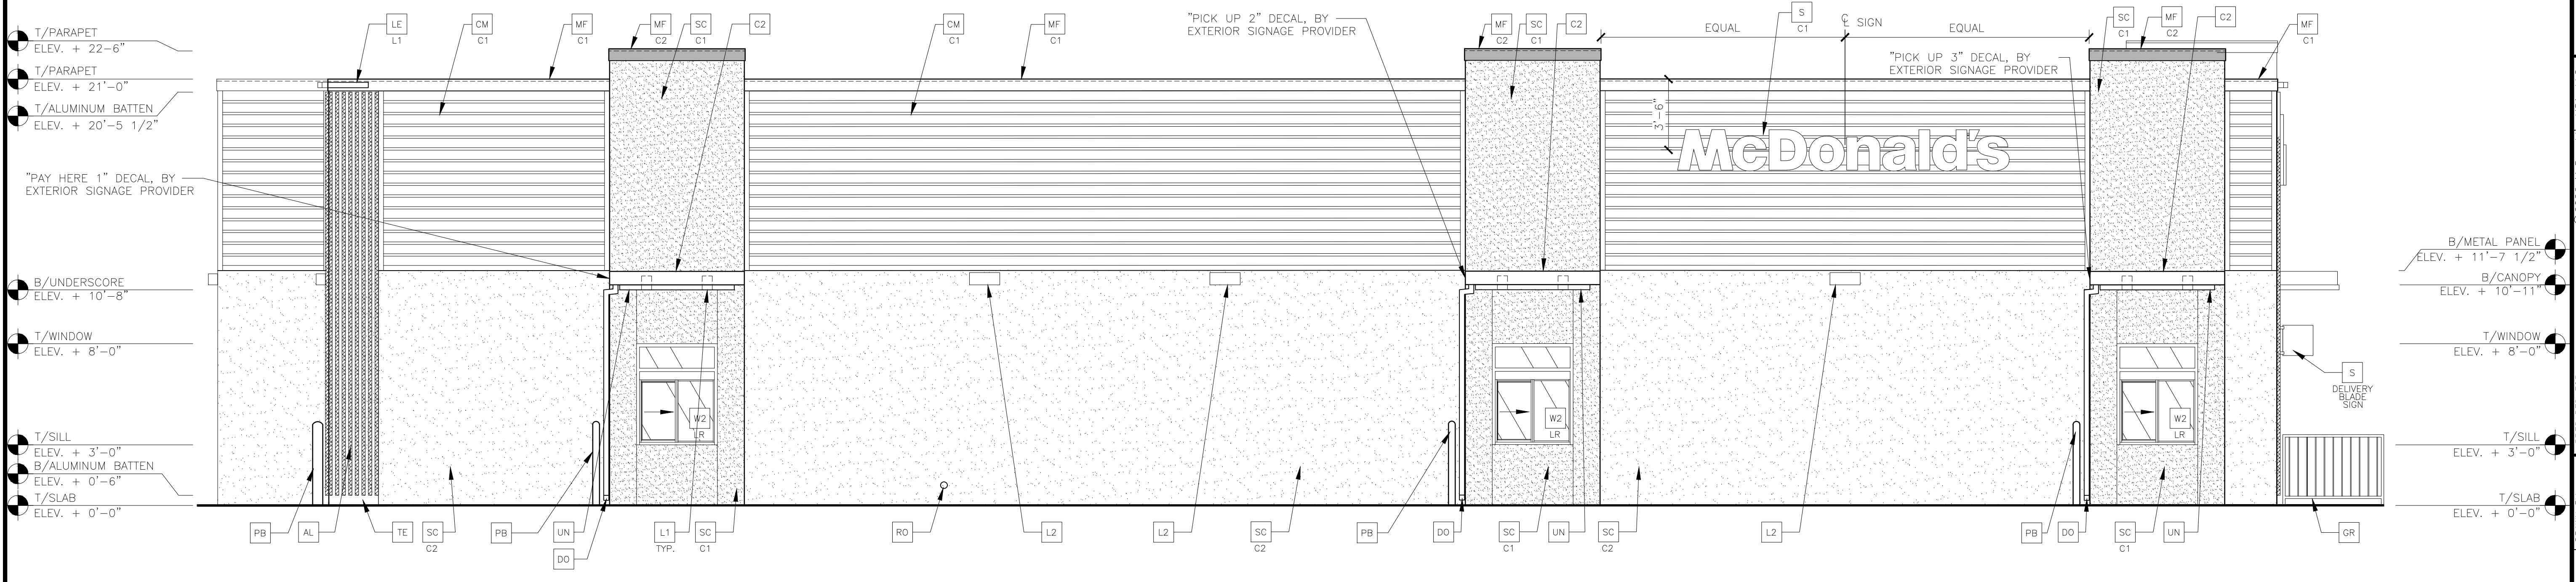 T/PARAPET
ELEV. + 22-6"
T/PARAPET
ELEV. + 21'-0"
T/ALUMINUM BATTEN
ELEV. + 20'-5 1/2"
"PAY HERE 1" DECAL, BY
EXTERIOR SIGNAGE PROVIDER
B/UNDERSCORE
ELEV. + 10'-8"
T/WINDOW
ELEV. + 8'-0"
T/SILL
ELEV. + 3'-0"
B/ALUMINUM BATTEN
ELEV. + 0'-6"
T/SLAB
ELEV. + 0'-0"
LE
L1
CM
C1
MF
C1
MF
C2
SC
C1
C2
CM
C1
MF
C1
"PICK UP 2" DECAL, BY
EXTERIOR SIGNAGE PROVIDER
MF
C2
SC
C1
C2
EQUAL
S
C1
℄ SIGN
EQUAL
"PICK UP 3" DECAL, BY
EXTERIOR SIGNAGE PROVIDER
SC
C1
MF
C2
C2
MF
C1
3'-6"
McDonald's
W2
LR
W2
LR
W2
LR
B/METAL PANEL
ELEV. + 11'-7 1/2"
B/CANOPY
ELEV. + 10'-11"
T/WINDOW
ELEV. + 8'-0"
S
DELIVERY
BLADE
SIGN
T/SILL
ELEV. + 3'-0"
T/SLAB
ELEV. + 0'-0"
PB
AL
TE
SC
C2
PB
UN
DO
L1
TYP.
SC
C1
RO
L2
L2
SC
C2
PB
DO
SC
C1
UN
SC
C2
L2
PB
DO
SC
C1
UN
GR